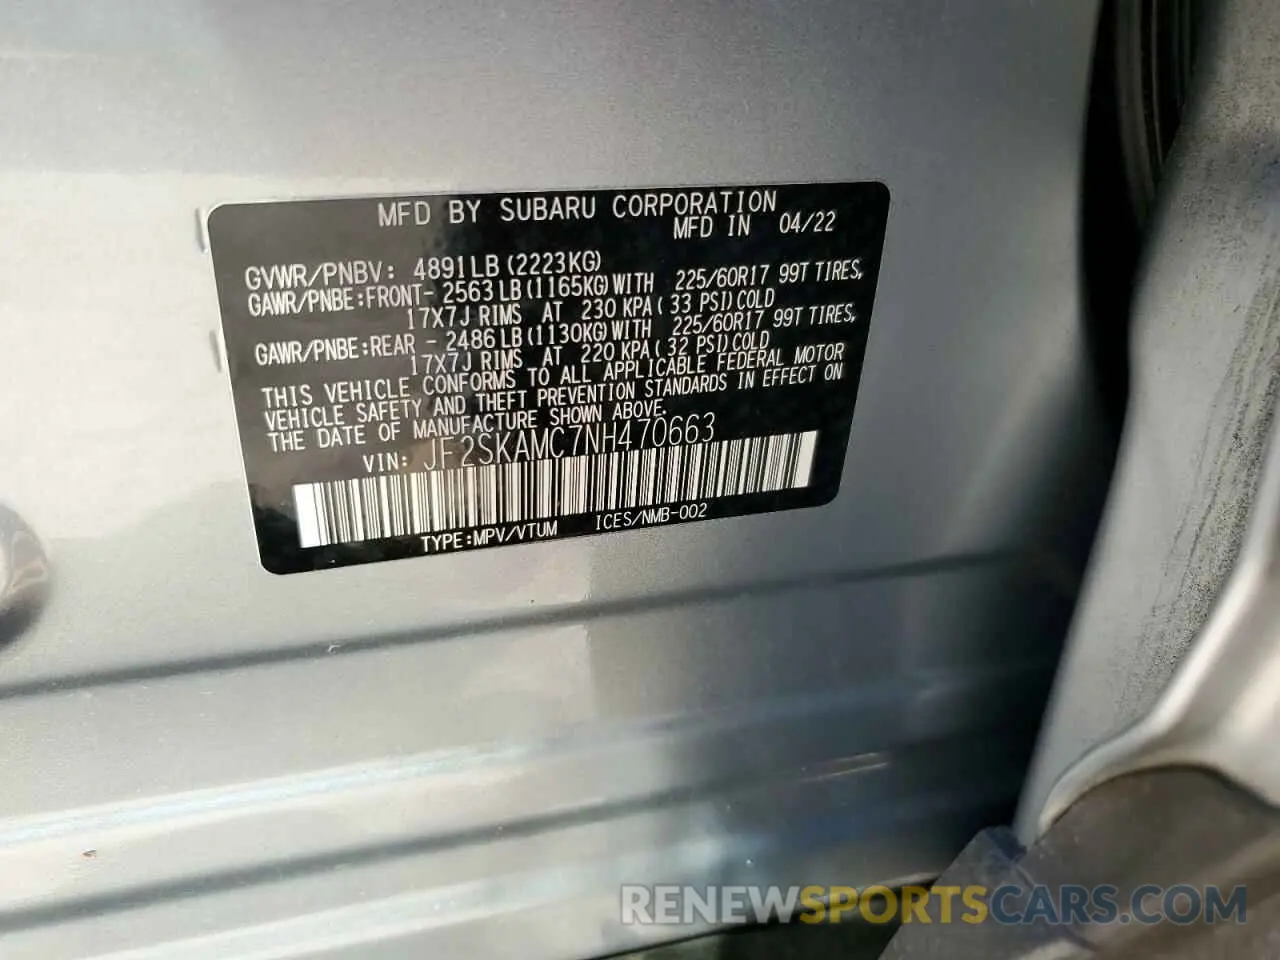 MFD BY SUBARU CORPORATION
MFD IN 04/22
GVWR/PNBV: 4891LB(2223KG)
GAWR/PNBE:FRONT- 2563LB(1165KG)WITH 225/60R17 99T TIRES,
17X7J RIMS AT 230 KPA( 33 PSI)COLD
GAWR/PNBE:REAR - 2486LB(1130KG)WITH 225/60R17 99T TIRES,
17X7J RIMS AT 220 KPA( 32 PSI)COLD
THIS VEHICLE CONFORMS TO ALL APPLICABLE FEDERAL MOTOR
VEHICLE SAFETY AND THEFT PREVENTION STANDARDS IN EFFECT ON
THE DATE OF MANUFACTURE SHOWN ABOVE.
VIN: JF2SKAMC7NH470663
TYPE:MPV/VTUM ICES/NMB-002
RENEWSPORTSCARS.COM